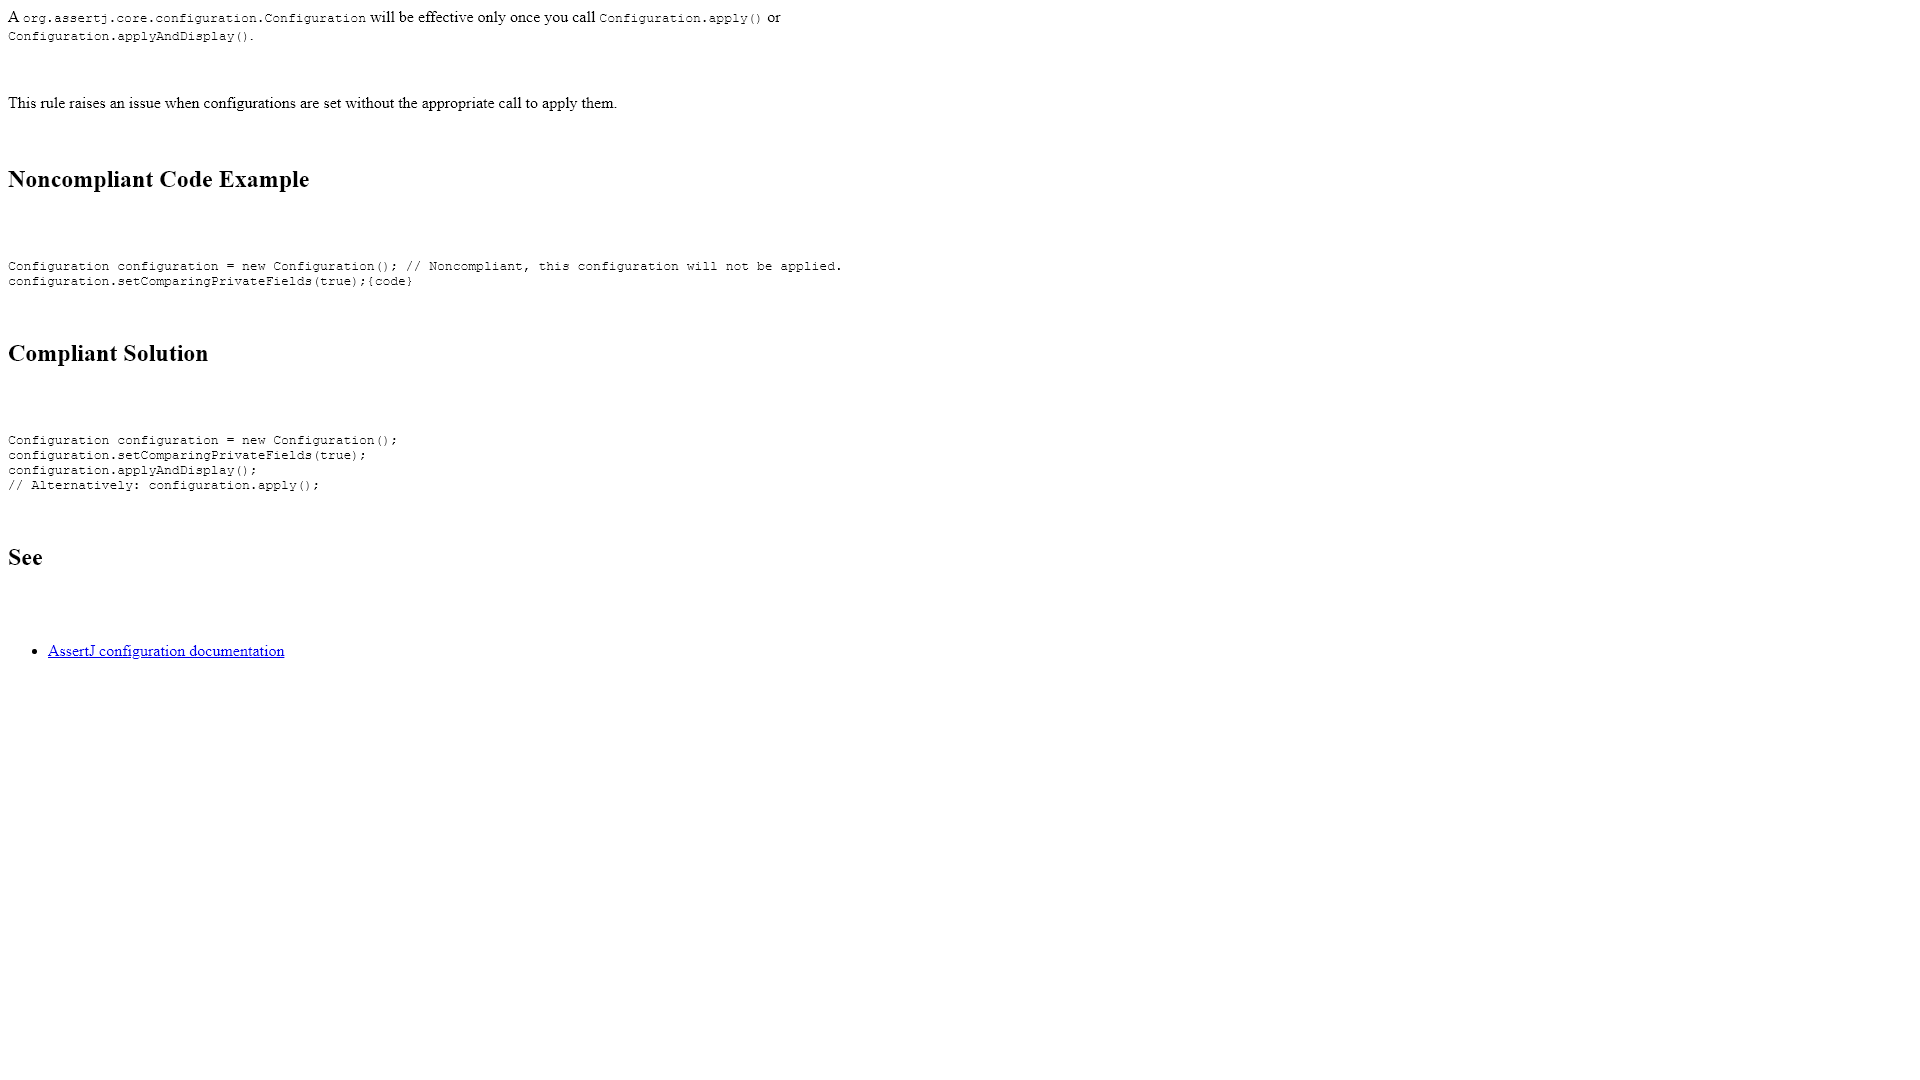 A org.assertj.core.configuration.Configuration will be effective only once you call Configuration.apply() or
Configuration.applyAndDisplay().
This rule raises an issue when configurations are set without the appropriate call to apply them.
Noncompliant Code Example
Configuration configuration = new Configuration(); // Noncompliant, this configuration will not be applied.
configuration.setComparingPrivateFields(true);{code}
Compliant Solution
Configuration configuration = new Configuration();
configuration.setComparingPrivateFields(true);
configuration.applyAndDisplay();
// Alternatively: configuration.apply();
See
• AssertJ configuration documentation